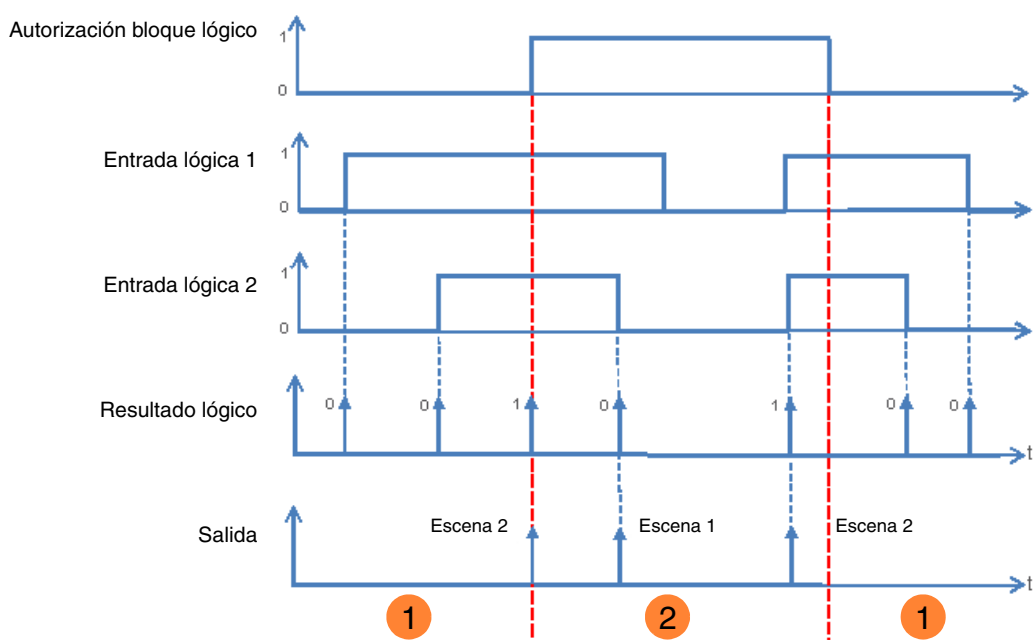 Autorización bloque lógico
1
0
Entrada lógica 1
1
0
Entrada lógica 2
1
0
Resultado lógico
0
0
1
0
1
0
0
t
Salida
Escena 2
Escena 1
Escena 2
t
1
2
1